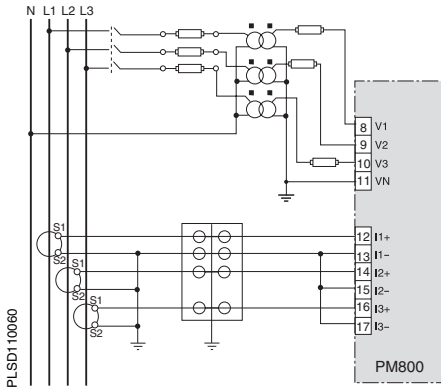 N L1 L2 L3
8 V1
9 V2
10 V3
11 VN
S1
S2
S1
S2
S1
S2
12 I1+
13 I1-
14 I2+
15 I2-
16 I3+
17 I3-
PM800
PLSD110060